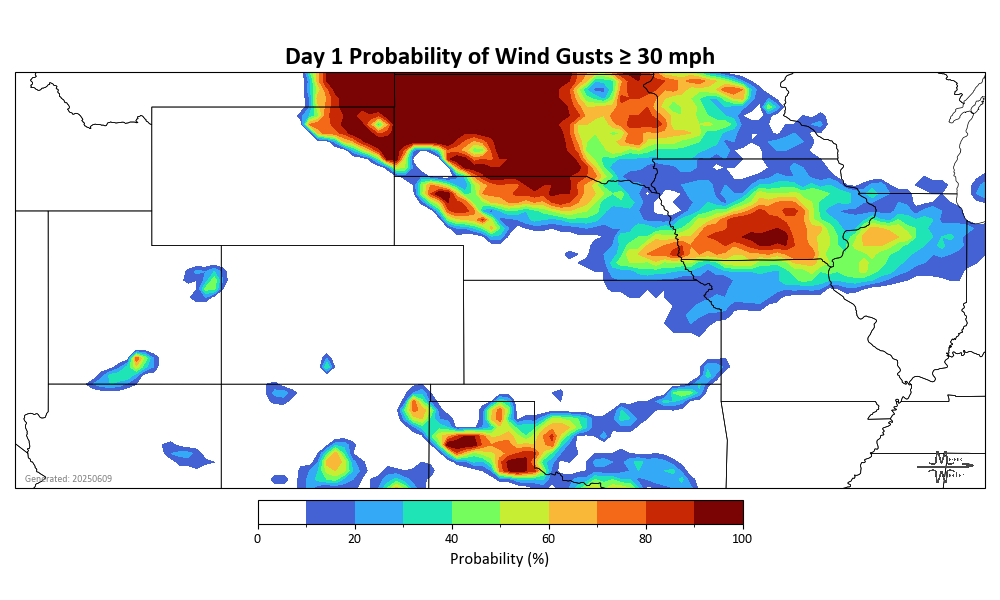 Day 1 Probability of Wind Gusts ≥ 30 mph
Generated: 20250609
0 20 40 60 80 100
Probability (%)